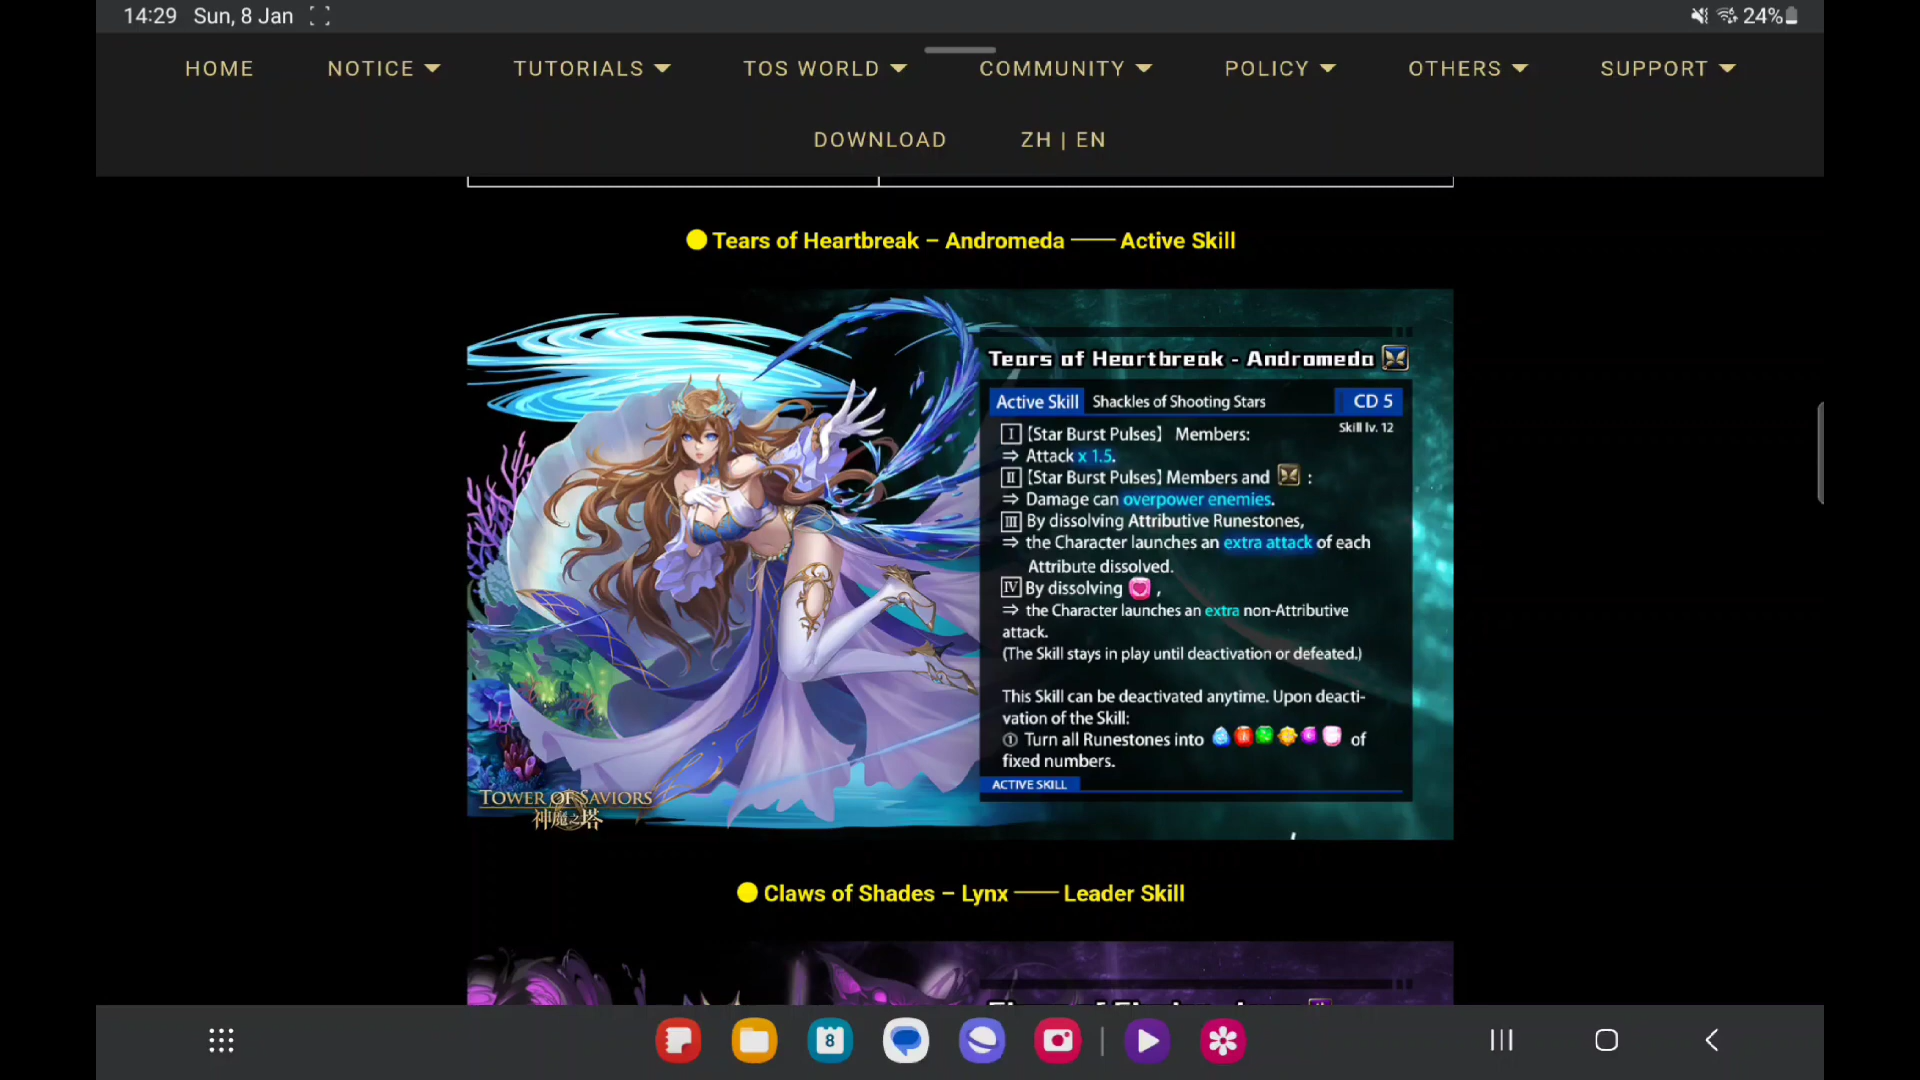 14:29 Sun, 8 Jan
24%
HOME
NOTICE
TUTORIALS
TOS WORLD
COMMUNITY
POLICY
OTHERS
SUPPORT
DOWNLOAD
ZH | EN
Tears of Heartbreak – Andromeda —— Active Skill
Tears of Heartbreak - Andromeda
Active Skill Shackles of Shooting Stars CD 5
Skill lv. 12
I【Star Burst Pulses】 Members:
⇒ Attack x 1.5.
II【Star Burst Pulses】Members and :
⇒ Damage can overpower enemies.
III By dissolving Attributive Runestones,
⇒ the Character launches an extra attack of each
Attribute dissolved.
IV By dissolving ,
⇒ the Character launches an extra non-Attributive
attack.
(The Skill stays in play until deactivation or defeated.)
This Skill can be deactivated anytime. Upon deacti-
vation of the Skill:
① Turn all Runestones into of
fixed numbers.
ACTIVE SKILL
TOWER OF SAVIORS
神魔之塔
Claws of Shades – Lynx —— Leader Skill
8